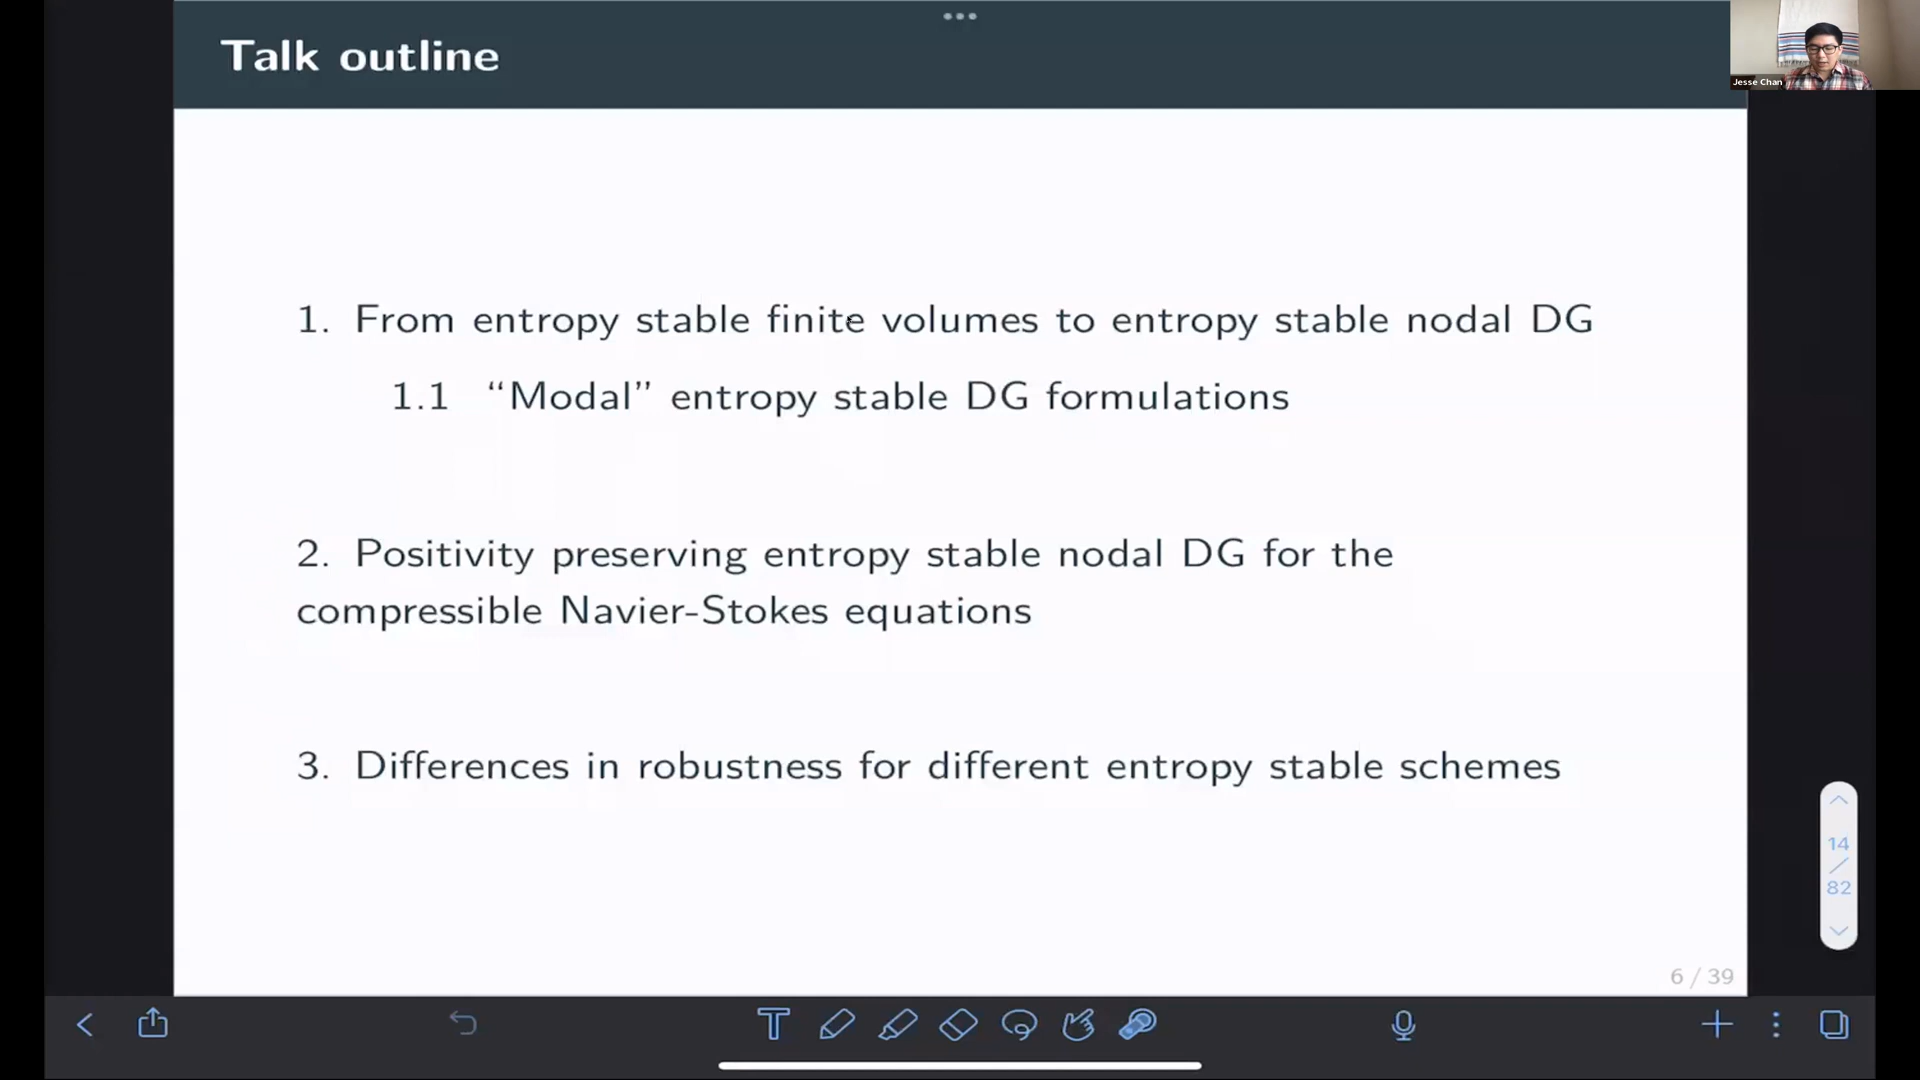 Talk outline
Jesse Chan
1. From entropy stable finite volumes to entropy stable nodal DG
1.1 “Modal” entropy stable DG formulations
2. Positivity preserving entropy stable nodal DG for the
compressible Navier-Stokes equations
3. Differences in robustness for different entropy stable schemes
14
/
82
6 / 39